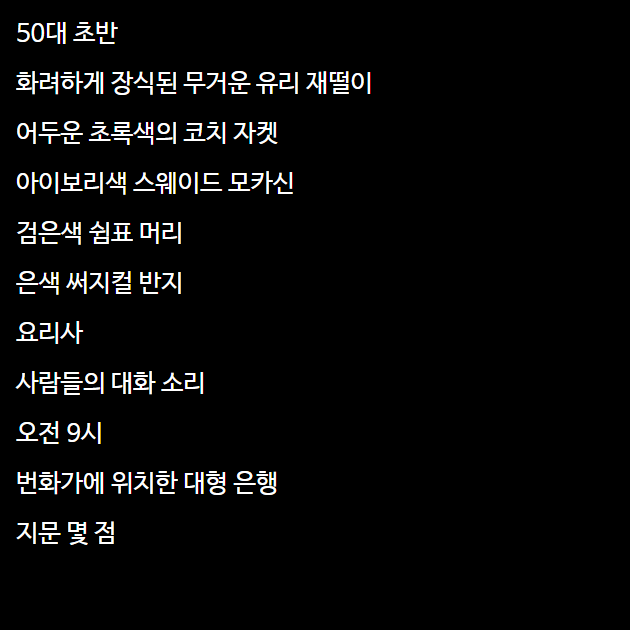 50대 초반
화려하게 장식된 무거운 유리 재떨이
어두운 초록색의 코치 자켓
아이보리색 스웨이드 모카신
검은색 쉼표 머리
은색 써지컬 반지
요리사
사람들의 대화 소리
오전 9시
번화가에 위치한 대형 은행
지문 몇 점